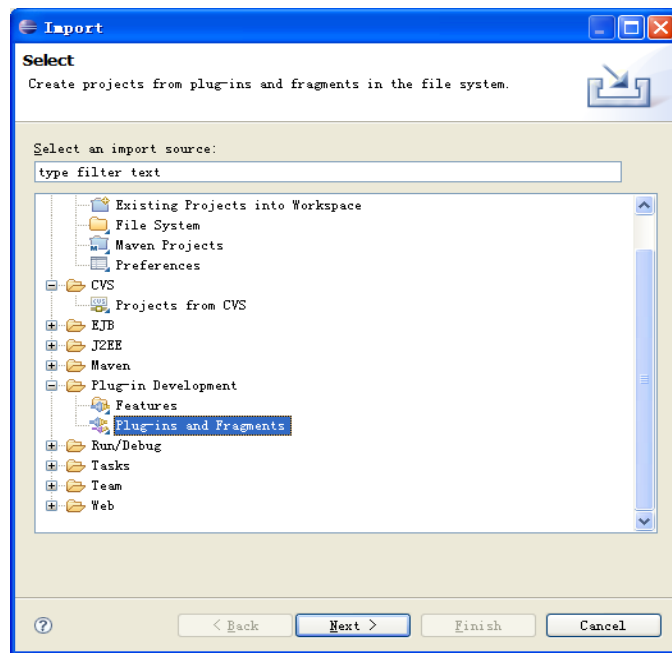 Import
Select
Create projects from plug-ins and fragments in the file system.
Select an import source:
type filter text
Existing Projects into Workspace
File System
Maven Projects
Preferences
CVS
Projects from CVS
EJB
J2EE
Maven
Plug-in Development
Features
Plug-ins and Fragments
Run/Debug
Tasks
Team
Web
< Back Next > Finish Cancel